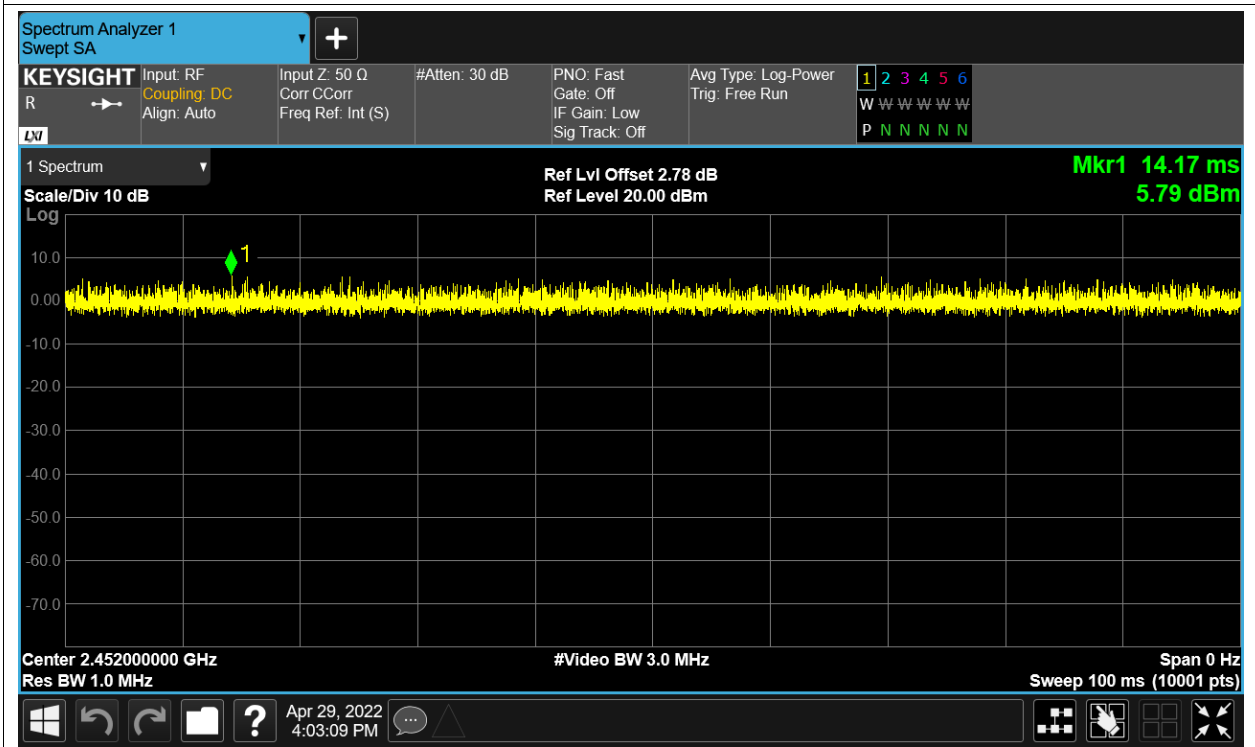 Spectrum Analyzer 1
Swept SA
KEYSIGHT
R
LXI
Input: RF
Coupling: DC
Align: Auto
Input Z: 50 Ω
Corr CCorr
Freq Ref: Int (S)
#Atten: 30 dB
PNO: Fast
Gate: Off
IF Gain: Low
Sig Track: Off
Avg Type: Log-Power
Trig: Free Run
1 2 3 4 5 6
W W W W W W
P N N N N N
1 Spectrum
Scale/Div 10 dB
Ref Lvl Offset 2.78 dB
Ref Level 20.00 dBm
Mkr1 14.17 ms
5.79 dBm
Log
1
10.0
0.00
-10.0
-20.0
-30.0
-40.0
-50.0
-60.0
-70.0
Center 2.452000000 GHz
#Video BW 3.0 MHz
Span 0 Hz
Res BW 1.0 MHz
Sweep 100 ms (10001 pts)
?
Apr 29, 2022
4:03:09 PM